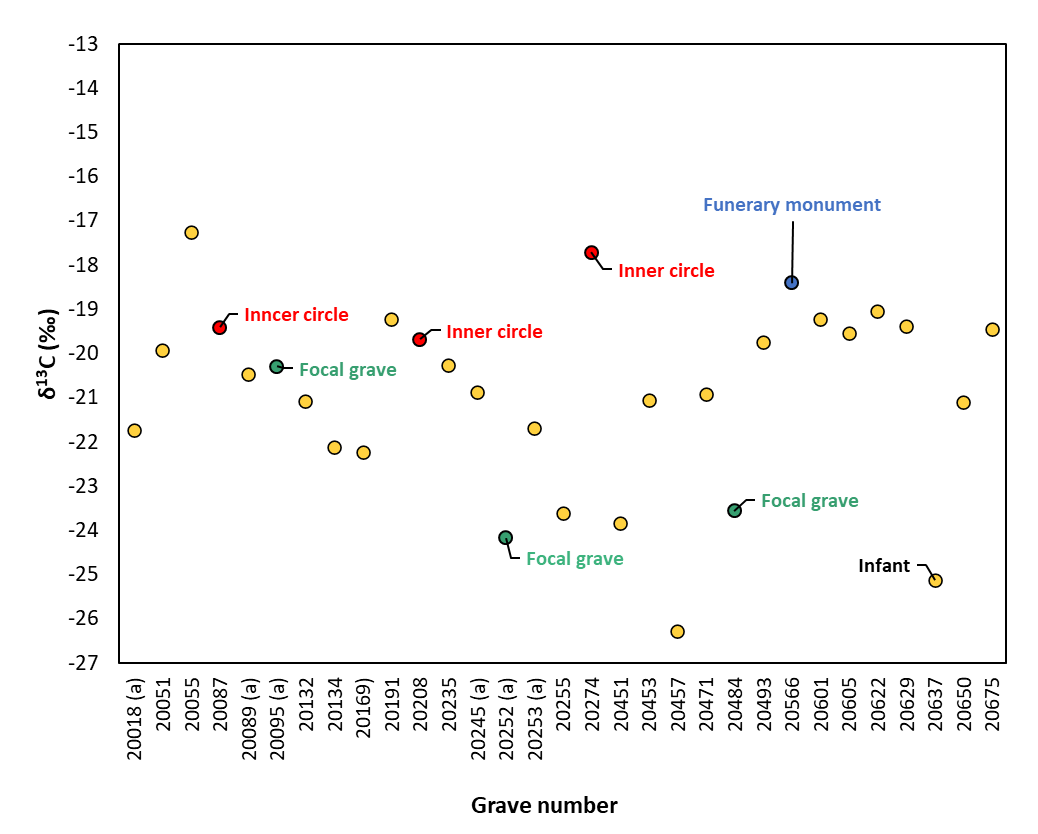 -13
-14
-15
-16
-17
-18
-19
-20
-21
-22
-23
-24
-25
-26
-27
δ¹³C (‰)
Funerary monument
Inner circle
Inncer circle
Inner circle
Focal grave
Focal grave
Focal grave
Infant
20018 (a)
20051
20055
20087
20089 (a)
20095 (a)
20132
20134
20169)
20191
20208
20235
20245 (a)
20252 (a)
20253 (a)
20255
20274
20451
20453
20457
20471
20484
20493
20566
20601
20605
20622
20629
20637
20650
20675
Grave number